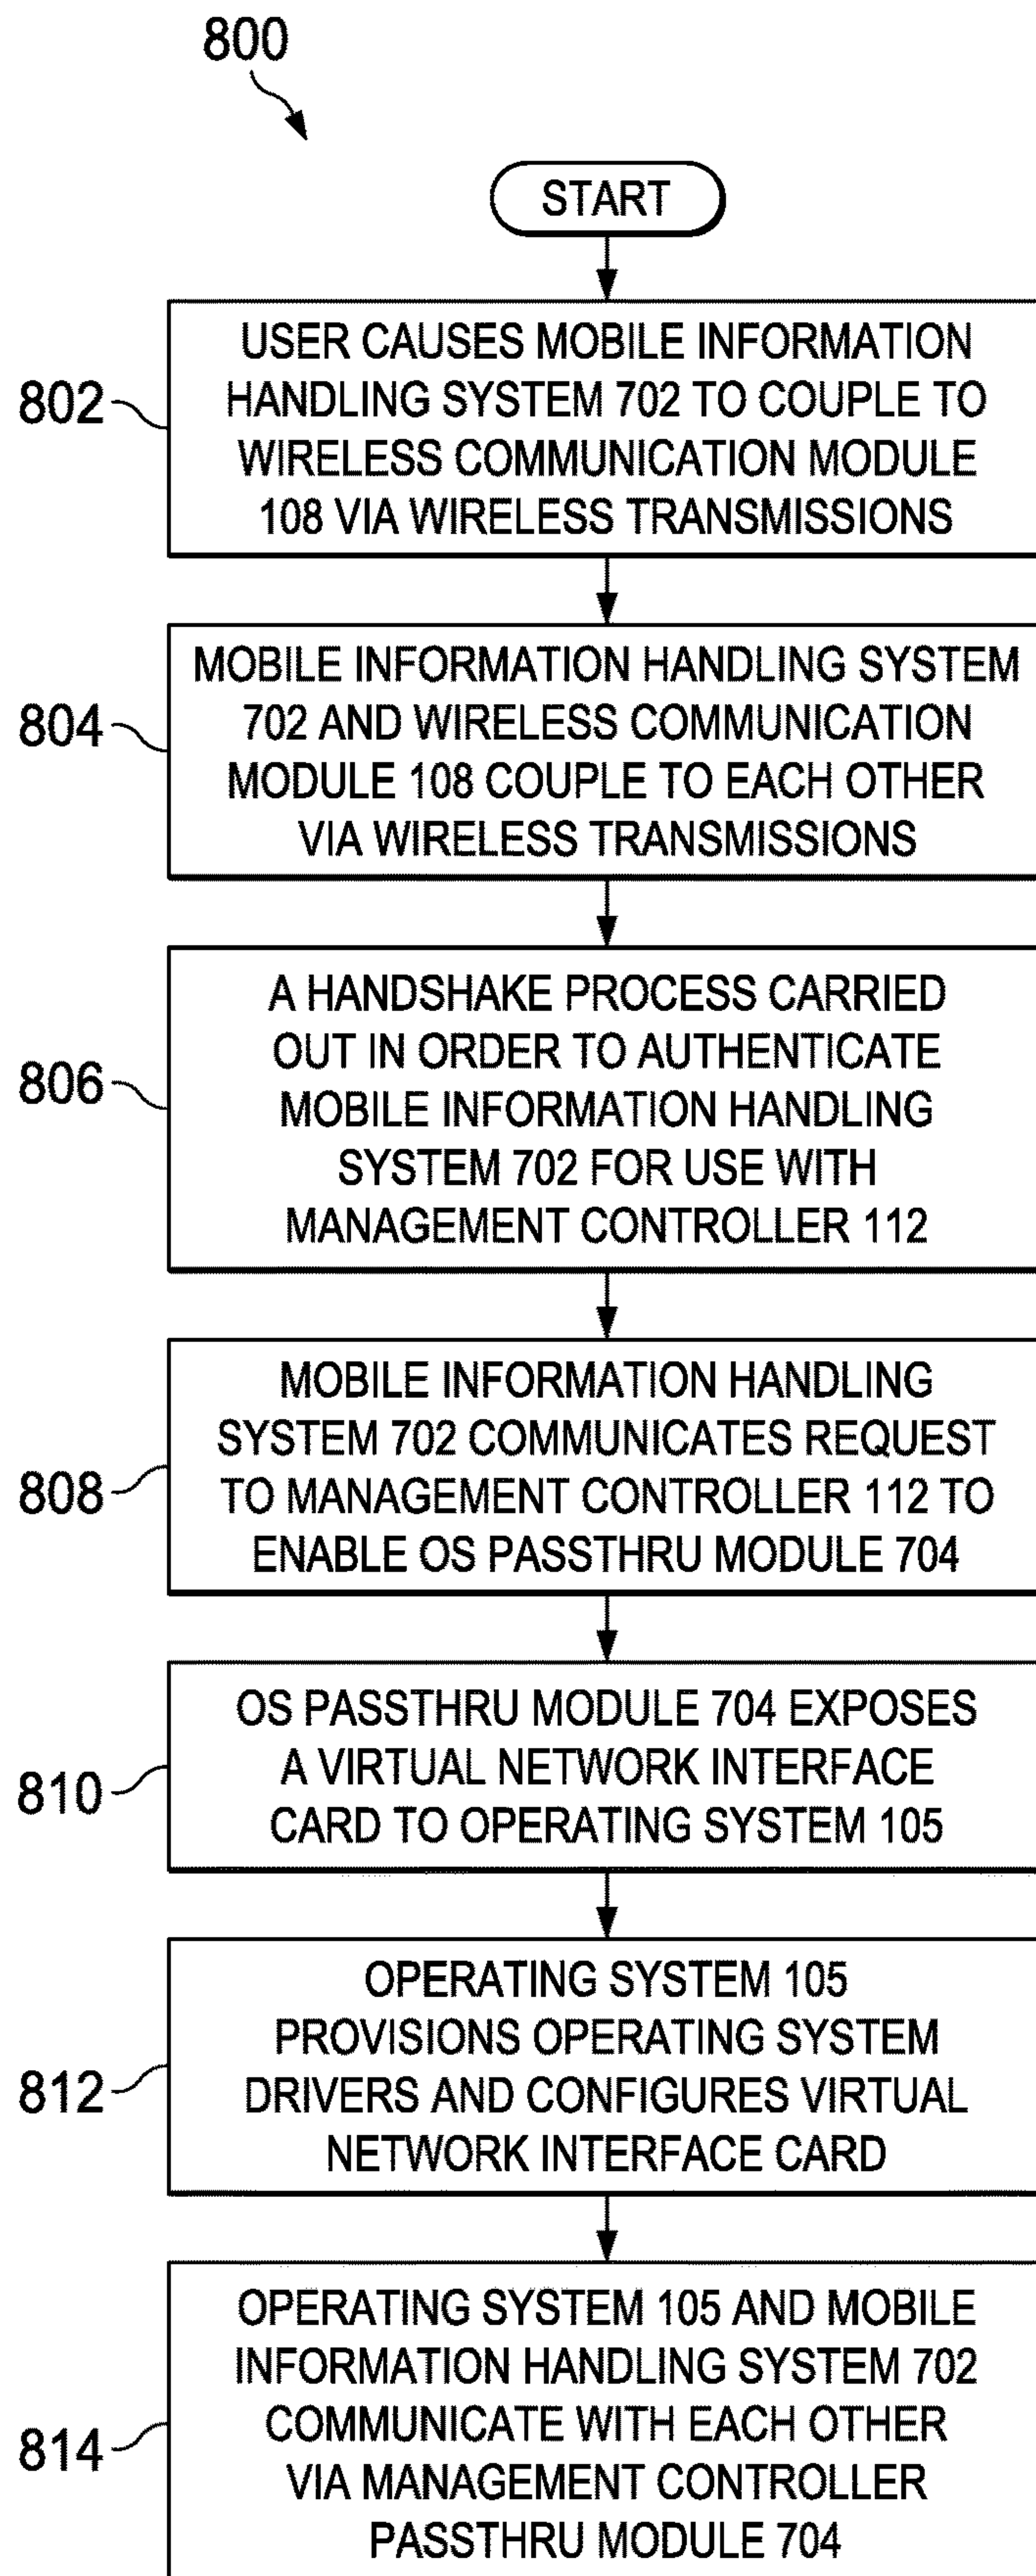 800
START
802
USER CAUSES MOBILE INFORMATION
HANDLING SYSTEM 702 TO COUPLE TO
WIRELESS COMMUNICATION MODULE
108 VIA WIRELESS TRANSMISSIONS
804
MOBILE INFORMATION HANDLING SYSTEM
702 AND WIRELESS COMMUNICATION
MODULE 108 COUPLE TO EACH OTHER
VIA WIRELESS TRANSMISSIONS
806
A HANDSHAKE PROCESS CARRIED
OUT IN ORDER TO AUTHENTICATE
MOBILE INFORMATION HANDLING
SYSTEM 702 FOR USE WITH
MANAGEMENT CONTROLLER 112
808
MOBILE INFORMATION HANDLING
SYSTEM 702 COMMUNICATES REQUEST
TO MANAGEMENT CONTROLLER 112 TO
ENABLE OS PASSTHRU MODULE 704
810
OS PASSTHRU MODULE 704 EXPOSES
A VIRTUAL NETWORK INTERFACE
CARD TO OPERATING SYSTEM 105
812
OPERATING SYSTEM 105
PROVISIONS OPERATING SYSTEM
DRIVERS AND CONFIGURES VIRTUAL
NETWORK INTERFACE CARD
814
OPERATING SYSTEM 105 AND MOBILE
INFORMATION HANDLING SYSTEM 702
COMMUNICATE WITH EACH OTHER
VIA MANAGEMENT CONTROLLER
PASSTHRU MODULE 704